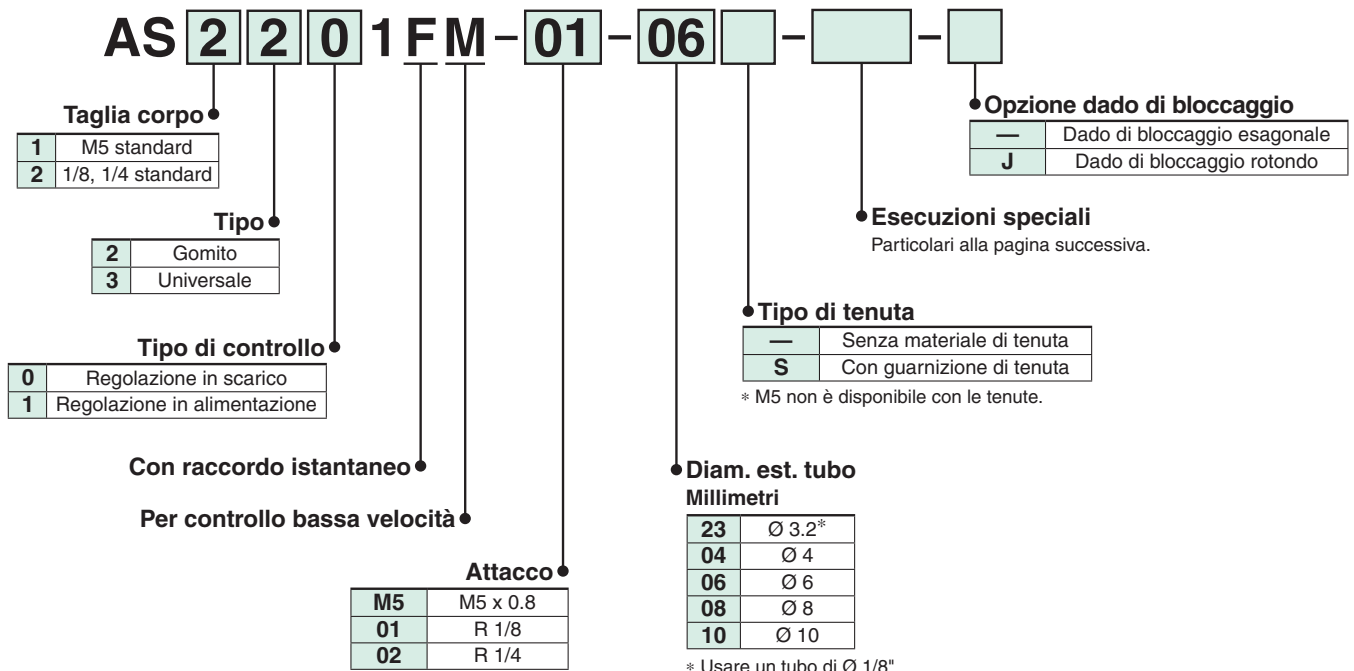 AS 2 2 0 1 F M – 01 – 06 – –
Taglia corpo
1 M5 standard
2 1/8, 1/4 standard
Tipo
2 Gomito
3 Universale
Tipo di controllo
0 Regolazione in scarico
1 Regolazione in alimentazione
Con raccordo istantaneo
Per controllo bassa velocità
Attacco
M5 M5 x 0.8
01 R 1/8
02 R 1/4
Diam. est. tubo
Millimetri
23 Ø 3.2*
04 Ø 4
06 Ø 6
08 Ø 8
10 Ø 10
* Usare un tubo di Ø 1/8"
Tipo di tenuta
— Senza materiale di tenuta
S Con guarnizione di tenuta
* M5 non è disponibile con le tenute.
Esecuzioni speciali
Particolari alla pagina successiva.
Opzione dado di bloccaggio
— Dado di bloccaggio esagonale
J Dado di bloccaggio rotondo